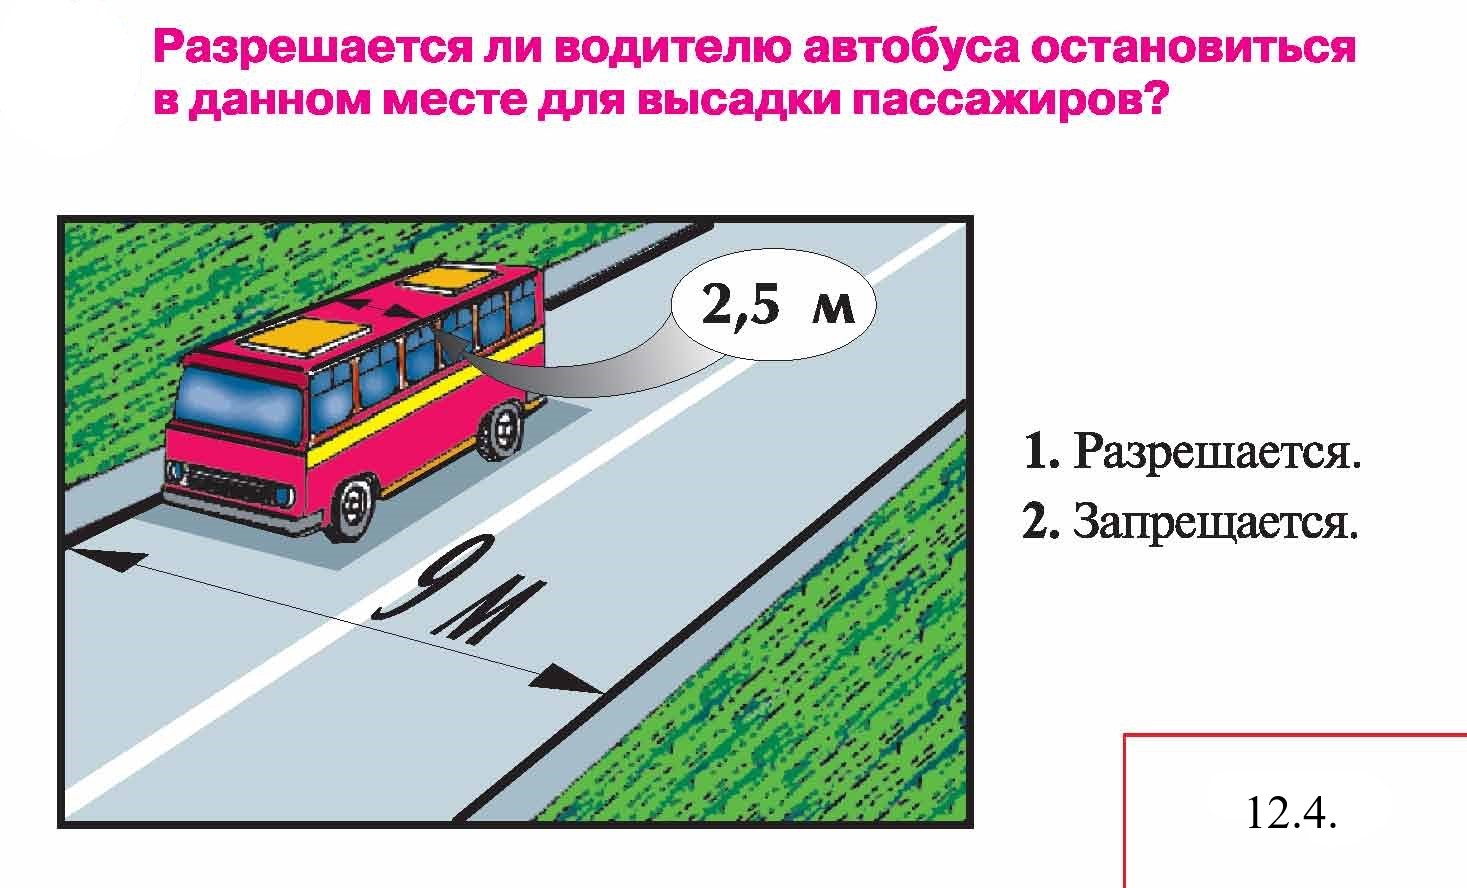 Разрешается ли водителю автобуса остановиться
в данном месте для высадки пассажиров?
2,5 м
9 м
1. Разрешается.
2. Запрещается.
12.4.